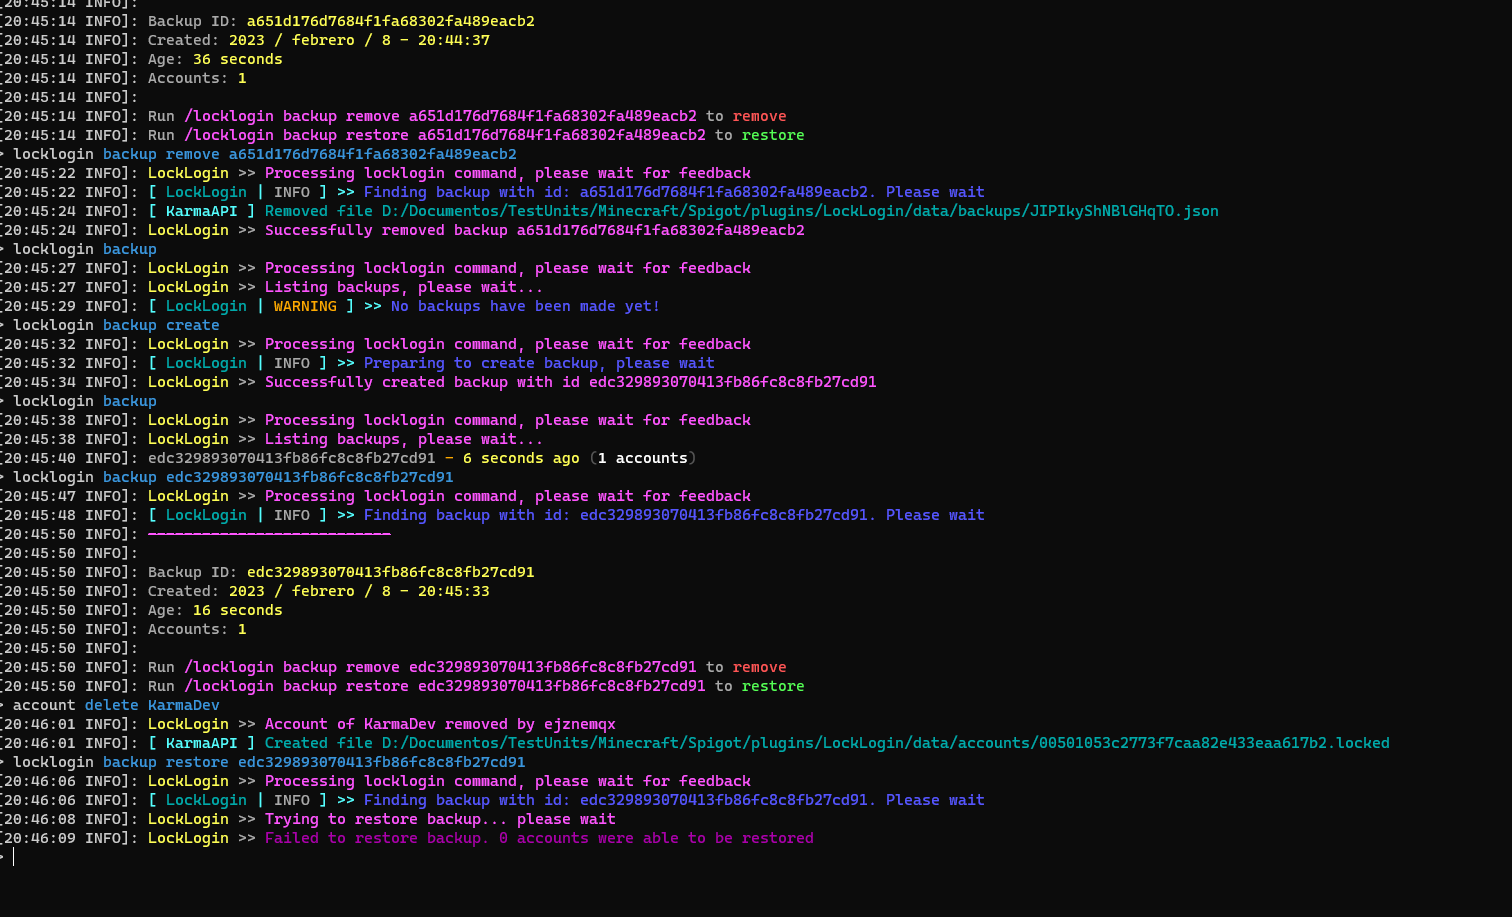 [20:45:14 INFO]:
[20:45:14 INFO]: Backup ID: a651d176d7684f1fa68302fa489eacb2
[20:45:14 INFO]: Created: 2023 / febrero / 8 - 20:44:37
[20:45:14 INFO]: Age: 36 seconds
[20:45:14 INFO]: Accounts: 1
[20:45:14 INFO]:
[20:45:14 INFO]: Run /locklogin backup remove a651d176d7684f1fa68302fa489eacb2 to remove
[20:45:14 INFO]: Run /locklogin backup restore a651d176d7684f1fa68302fa489eacb2 to restore
> locklogin backup remove a651d176d7684f1fa68302fa489eacb2
[20:45:22 INFO]: LockLogin >> Processing locklogin command, please wait for feedback
[20:45:22 INFO]: [ LockLogin | INFO ] >> Finding backup with id: a651d176d7684f1fa68302fa489eacb2. Please wait
[20:45:24 INFO]: [ KarmaAPI ] Removed file D:/Documentos/TestUnits/Minecraft/Spigot/plugins/LockLogin/data/backups/JIPIkyShNBlGHqTO.json
[20:45:24 INFO]: LockLogin >> Successfully removed backup a651d176d7684f1fa68302fa489eacb2
> locklogin backup
[20:45:27 INFO]: LockLogin >> Processing locklogin command, please wait for feedback
[20:45:27 INFO]: LockLogin >> Listing backups, please wait...
[20:45:29 INFO]: [ LockLogin | WARNING ] >> No backups have been made yet!
> locklogin backup create
[20:45:32 INFO]: LockLogin >> Processing locklogin command, please wait for feedback
[20:45:32 INFO]: [ LockLogin | INFO ] >> Preparing to create backup, please wait
[20:45:34 INFO]: LockLogin >> Successfully created backup with id edc329893070413fb86fc8c8fb27cd91
> locklogin backup
[20:45:38 INFO]: LockLogin >> Processing locklogin command, please wait for feedback
[20:45:38 INFO]: LockLogin >> Listing backups, please wait...
[20:45:40 INFO]: edc329893070413fb86fc8c8fb27cd91 - 6 seconds ago (1 accounts)
> locklogin backup edc329893070413fb86fc8c8fb27cd91
[20:45:47 INFO]: LockLogin >> Processing locklogin command, please wait for feedback
[20:45:48 INFO]: [ LockLogin | INFO ] >> Finding backup with id: edc329893070413fb86fc8c8fb27cd91. Please wait
[20:45:50 INFO]: ---------------------------
[20:45:50 INFO]:
[20:45:50 INFO]: Backup ID: edc329893070413fb86fc8c8fb27cd91
[20:45:50 INFO]: Created: 2023 / febrero / 8 - 20:45:33
[20:45:50 INFO]: Age: 16 seconds
[20:45:50 INFO]: Accounts: 1
[20:45:50 INFO]:
[20:45:50 INFO]: Run /locklogin backup remove edc329893070413fb86fc8c8fb27cd91 to remove
[20:45:50 INFO]: Run /locklogin backup restore edc329893070413fb86fc8c8fb27cd91 to restore
> account delete KarmaDev
[20:46:01 INFO]: LockLogin >> Account of KarmaDev removed by ejznemqx
[20:46:01 INFO]: [ KarmaAPI ] Created file D:/Documentos/TestUnits/Minecraft/Spigot/plugins/LockLogin/data/accounts/00501053c2773f7caa82e433eaa617b2.locked
> locklogin backup restore edc329893070413fb86fc8c8fb27cd91
[20:46:06 INFO]: LockLogin >> Processing locklogin command, please wait for feedback
[20:46:06 INFO]: [ LockLogin | INFO ] >> Finding backup with id: edc329893070413fb86fc8c8fb27cd91. Please wait
[20:46:08 INFO]: LockLogin >> Trying to restore backup... please wait
[20:46:09 INFO]: LockLogin >> Failed to restore backup. 0 accounts were able to be restored
>